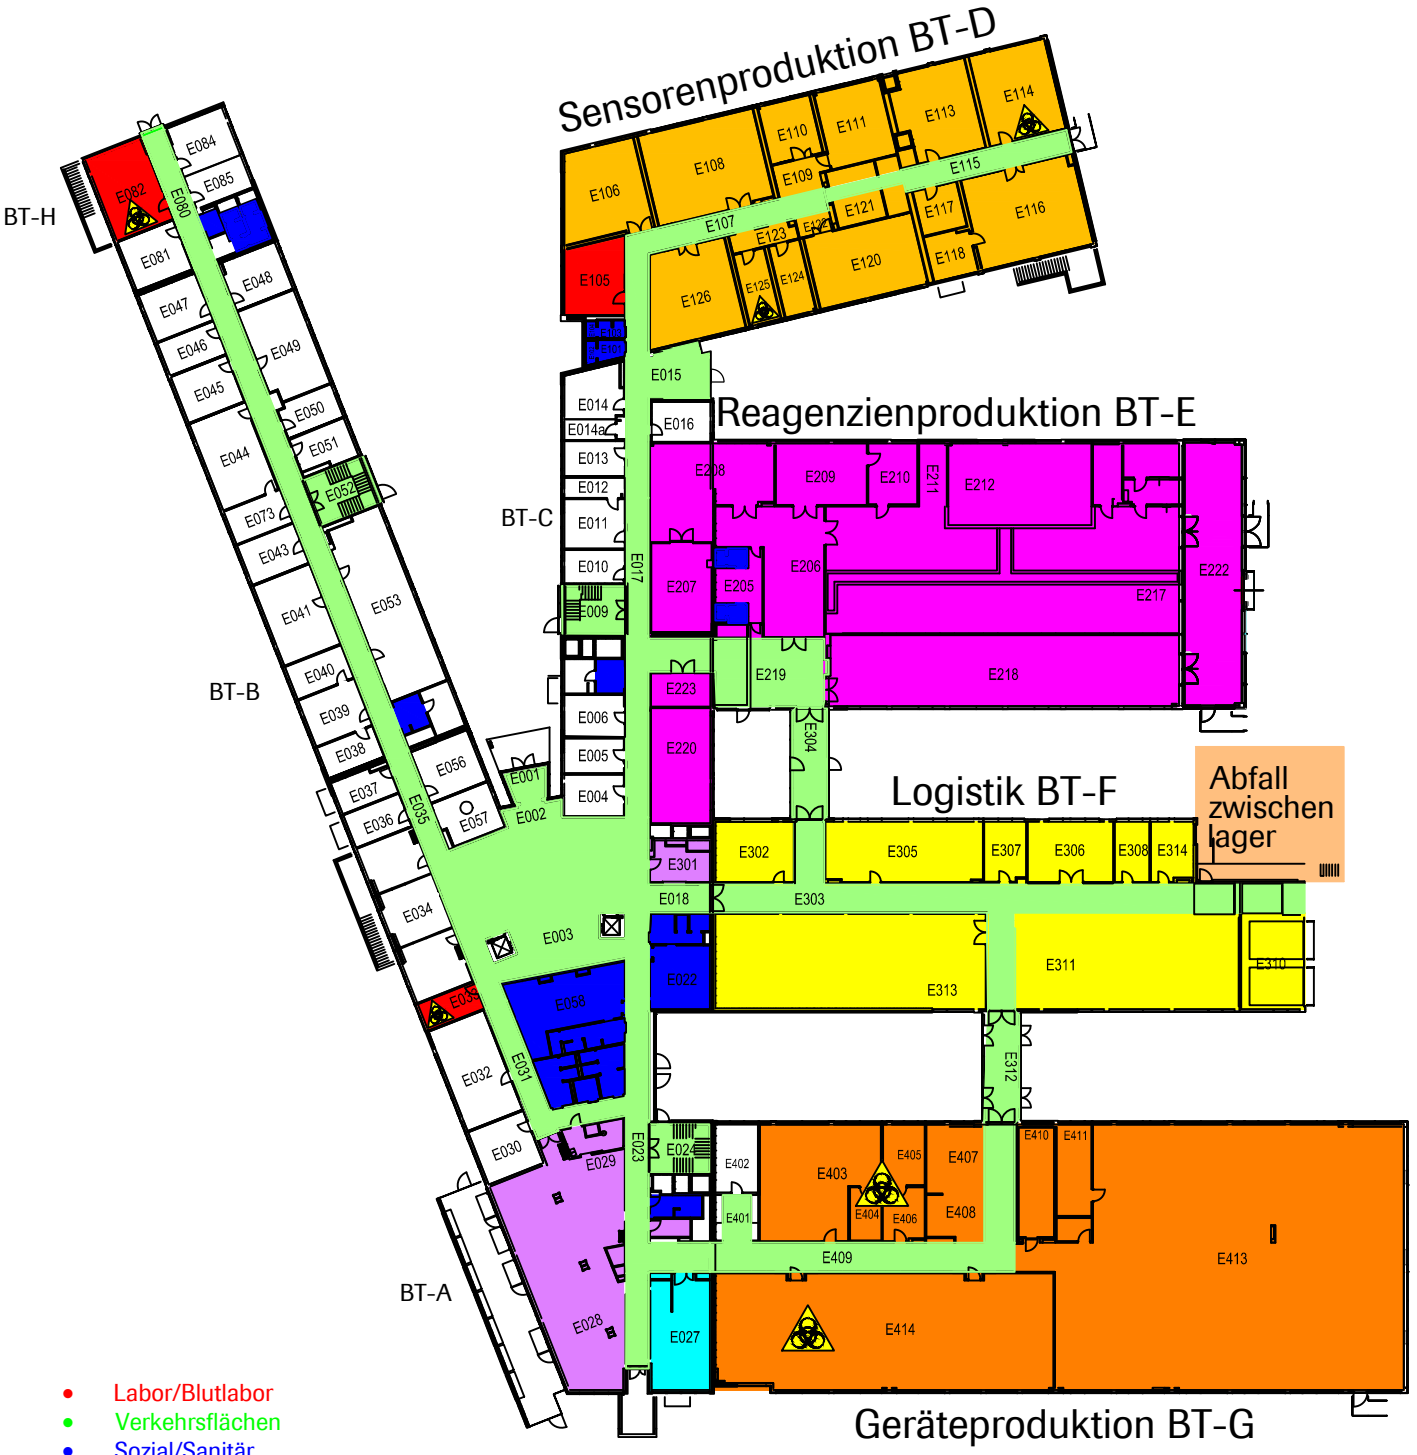 Sensorenproduktion BT-D
E114
E113
E111
E110
E108
E109
E106
E115
E107
E121
E117
E116
E122
E123
E118
E120
E124
E125
E126
E105
E101
E084
E085
E082
E080
BT-H
E081
E048
E047
E046
E049
E045
E050
E051
E044
E052
E073
E043
E053
E041
E040
E039
E038
BT-B
E056
E037
E036
E057
E035
E034
E033
E032
E031
E030
E015
E014
E016
E014a
E013
E012
E011
E010
E009
E017
BT-C
E006
E005
E004
E001
E002
E003
E018
E058
E022
Reagenzienproduktion BT-E
E208
E209
E210
E211
E212
E206
E205
E207
E217
E222
E218
E219
E223
E220
E304
Logistik BT-F
Abfall
zwischen
lager
E301
E302
E305
E307
E306
E308
E314
E303
E313
E311
E310
E312
E023
E024
E029
E028
E027
BT-A
E402
E403
E405
E404
E406
E407
E408
E410
E411
E401
E409
E413
E414
Geräteproduktion BT-G
• Labor/Blutlabor
• Verkehrsflächen
• Sozial/Sanitär